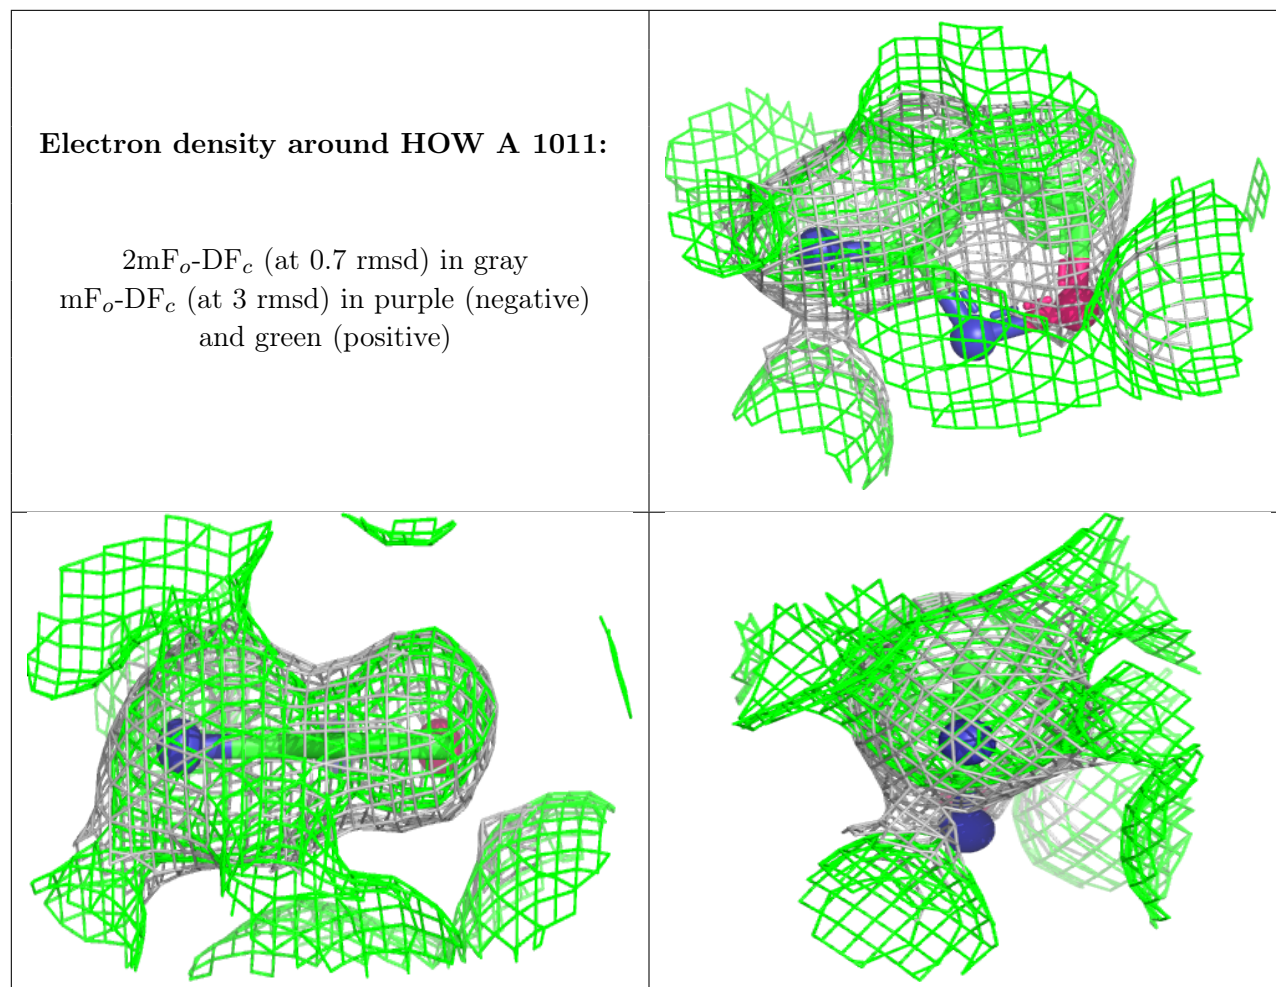 Electron density around HOW A 1011:
2mFo-DFc (at 0.7 rmsd) in gray
mFo-DFc (at 3 rmsd) in purple (negative)
and green (positive)